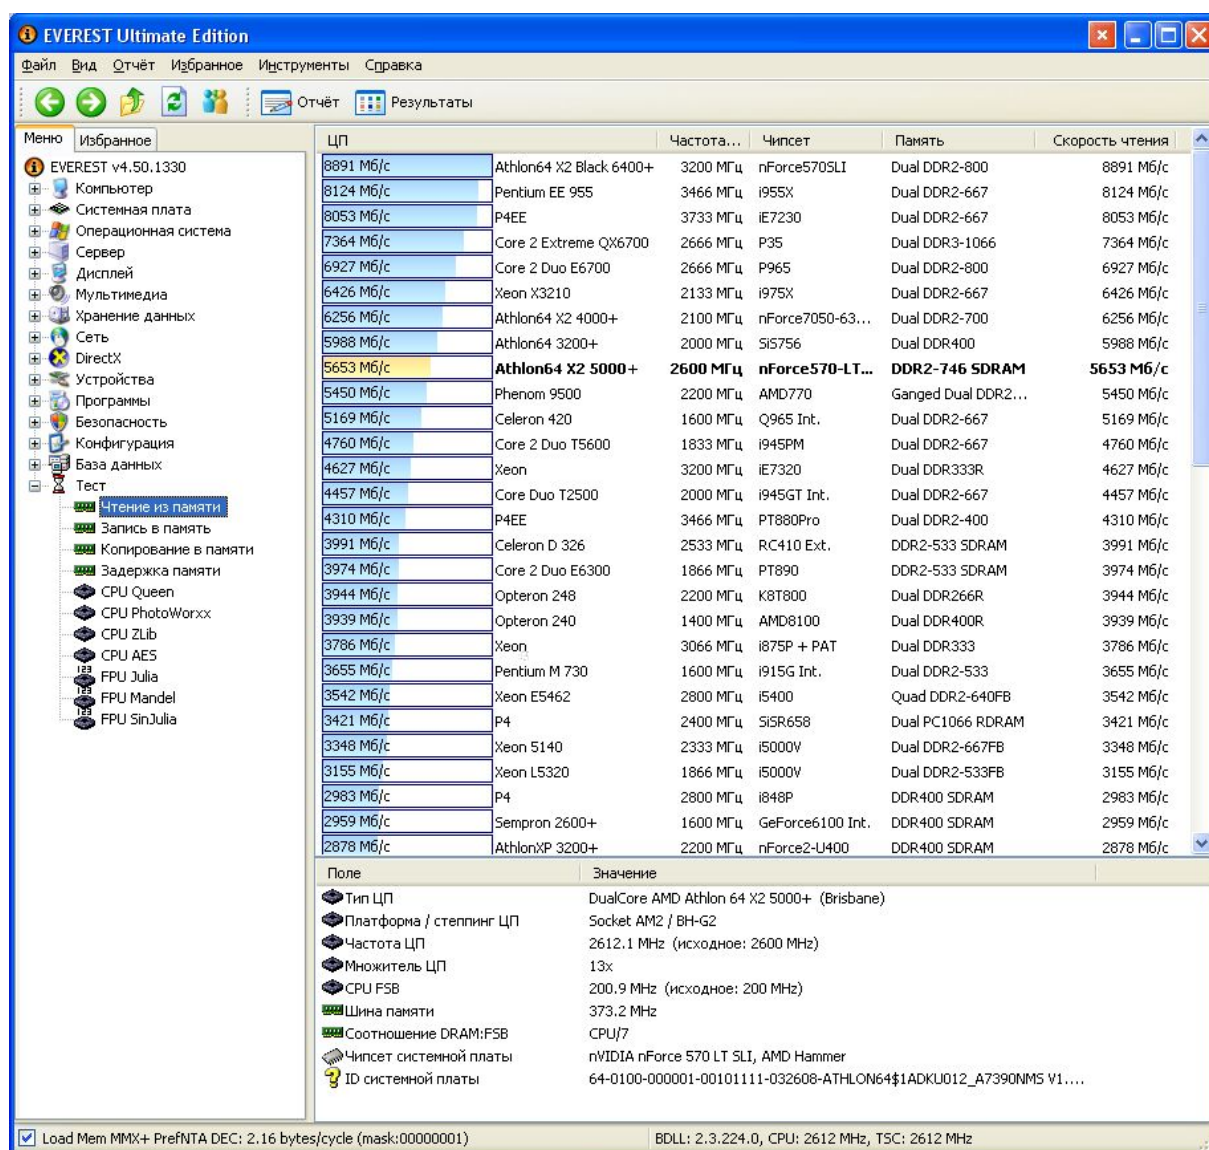 EVEREST Ultimate Edition
Файл Вид Отчёт Избранное Инструменты Справка
Отчёт Результаты
Меню Избранное
EVEREST v4.50.1330
Компьютер
Системная плата
Операционная система
Сервер
Дисплей
Мультимедиа
Хранение данных
Сеть
DirectX
Устройства
Программы
Безопасность
Конфигурация
База данных
Тест
Чтение из памяти
Запись в память
Копирование в памяти
Задержка памяти
CPU Queen
CPU PhotoWorxx
CPU ZLib
CPU AES
FPU Julia
FPU Mandel
FPU SinJulia
ЦП Частота... Чипсет Память Скорость чтения
8891 Мб/с Athlon64 X2 Black 6400+ 3200 МГц nForce570SLI Dual DDR2-800 8891 Мб/с
8124 Мб/с Pentium EE 955 3466 МГц i955X Dual DDR2-667 8124 Мб/с
8053 Мб/с P4EE 3733 МГц iE7230 Dual DDR2-667 8053 Мб/с
7364 Мб/с Core 2 Extreme QX6700 2666 МГц P35 Dual DDR3-1066 7364 Мб/с
6927 Мб/с Core 2 Duo E6700 2666 МГц P965 Dual DDR2-800 6927 Мб/с
6426 Мб/с Xeon X3210 2133 МГц i975X Dual DDR2-667 6426 Мб/с
6256 Мб/с Athlon64 X2 4000+ 2100 МГц nForce7050-63... Dual DDR2-700 6256 Мб/с
5988 Мб/с Athlon64 3200+ 2000 МГц SiS756 Dual DDR400 5988 Мб/с
5653 Мб/с Athlon64 X2 5000+ 2600 МГц nForce570-LT... DDR2-746 SDRAM 5653 Мб/с
5450 Мб/с Phenom 9500 2200 МГц AMD770 Ganged Dual DDR2... 5450 Мб/с
5169 Мб/с Celeron 420 1600 МГц Q965 Int. Dual DDR2-667 5169 Мб/с
4760 Мб/с Core 2 Duo T5600 1833 МГц i945PM Dual DDR2-667 4760 Мб/с
4627 Мб/с Xeon 3200 МГц iE7320 Dual DDR333R 4627 Мб/с
4457 Мб/с Core Duo T2500 2000 МГц i945GT Int. Dual DDR2-667 4457 Мб/с
4310 Мб/с P4EE 3466 МГц PT880Pro Dual DDR2-400 4310 Мб/с
3991 Мб/с Celeron D 326 2533 МГц RC410 Ext. DDR2-533 SDRAM 3991 Мб/с
3974 Мб/с Core 2 Duo E6300 1866 МГц PT890 DDR2-533 SDRAM 3974 Мб/с
3944 Мб/с Opteron 248 2200 МГц K8T800 Dual DDR266R 3944 Мб/с
3939 Мб/с Opteron 240 1400 МГц AMD8100 Dual DDR400R 3939 Мб/с
3786 Мб/с Xeon 3066 МГц i875P + PAT Dual DDR333 3786 Мб/с
3655 Мб/с Pentium M 730 1600 МГц i915G Int. Dual DDR2-533 3655 Мб/с
3542 Мб/с Xeon E5462 2800 МГц i5400 Quad DDR2-640FB 3542 Мб/с
3421 Мб/с P4 2400 МГц SiSR658 Dual PC1066 RDRAM 3421 Мб/с
3348 Мб/с Xeon 5140 2333 МГц i5000V Dual DDR2-667FB 3348 Мб/с
3155 Мб/с Xeon L5320 1866 МГц i5000V Dual DDR2-533FB 3155 Мб/с
2983 Мб/с P4 2800 МГц i848P DDR400 SDRAM 2983 Мб/с
2959 Мб/с Sempron 2600+ 1600 МГц GeForce6100 Int. DDR400 SDRAM 2959 Мб/с
2878 Мб/с AthlonXP 3200+ 2200 МГц nForce2-U400 DDR400 SDRAM 2878 Мб/с
Поле Значение
Тип ЦП DualCore AMD Athlon 64 X2 5000+ (Brisbane)
Платформа / степпинг ЦП Socket AM2 / BH-G2
Частота ЦП 2612.1 MHz (исходное: 2600 MHz)
Множитель ЦП 13x
CPU FSB 200.9 MHz (исходное: 200 MHz)
Шина памяти 373.2 MHz
Соотношение DRAM:FSB CPU/7
Чипсет системной платы nVIDIA nForce 570 LT SLI, AMD Hammer
ID системной платы 64-0100-000001-00101111-032608-ATHLON64$1ADKU012_A7390NMS V1....
Load Mem MMX+ PrefNTA DEC: 2.16 bytes/cycle (mask:00000001) BDLL: 2.3.224.0, CPU: 2612 MHz, TSC: 2612 MHz